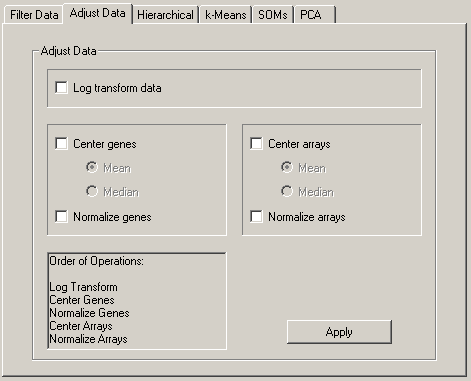 Filter Data Adjust Data Hierarchical k-Means SOMs PCA
Adjust Data
Log transform data
Center genes Center arrays
Mean Mean
Median Median
Normalize genes Normalize arrays
Order of Operations:
Log Transform
Center Genes
Normalize Genes
Center Arrays
Normalize Arrays
Apply